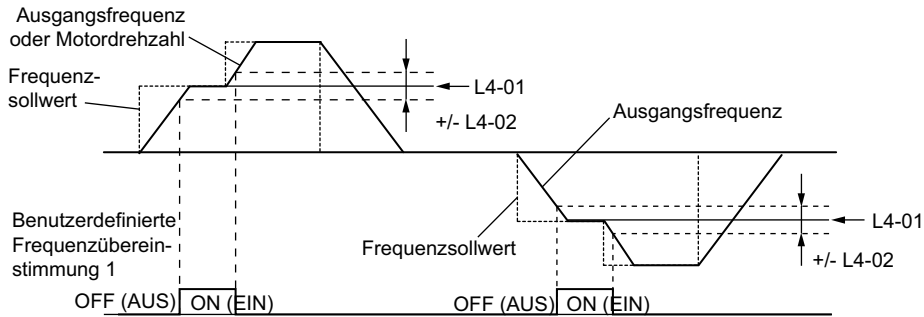 Ausgangsfrequenz
oder Motordrehzahl
Frequenz-
sollwert
L4-01
+/- L4-02
Ausgangsfrequenz
L4-01
+/- L4-02
Frequenzsollwert
Benutzerdefinierte
Frequenzüberein-
stimmung 1
OFF (AUS) ON (EIN) OFF (AUS) ON (EIN)